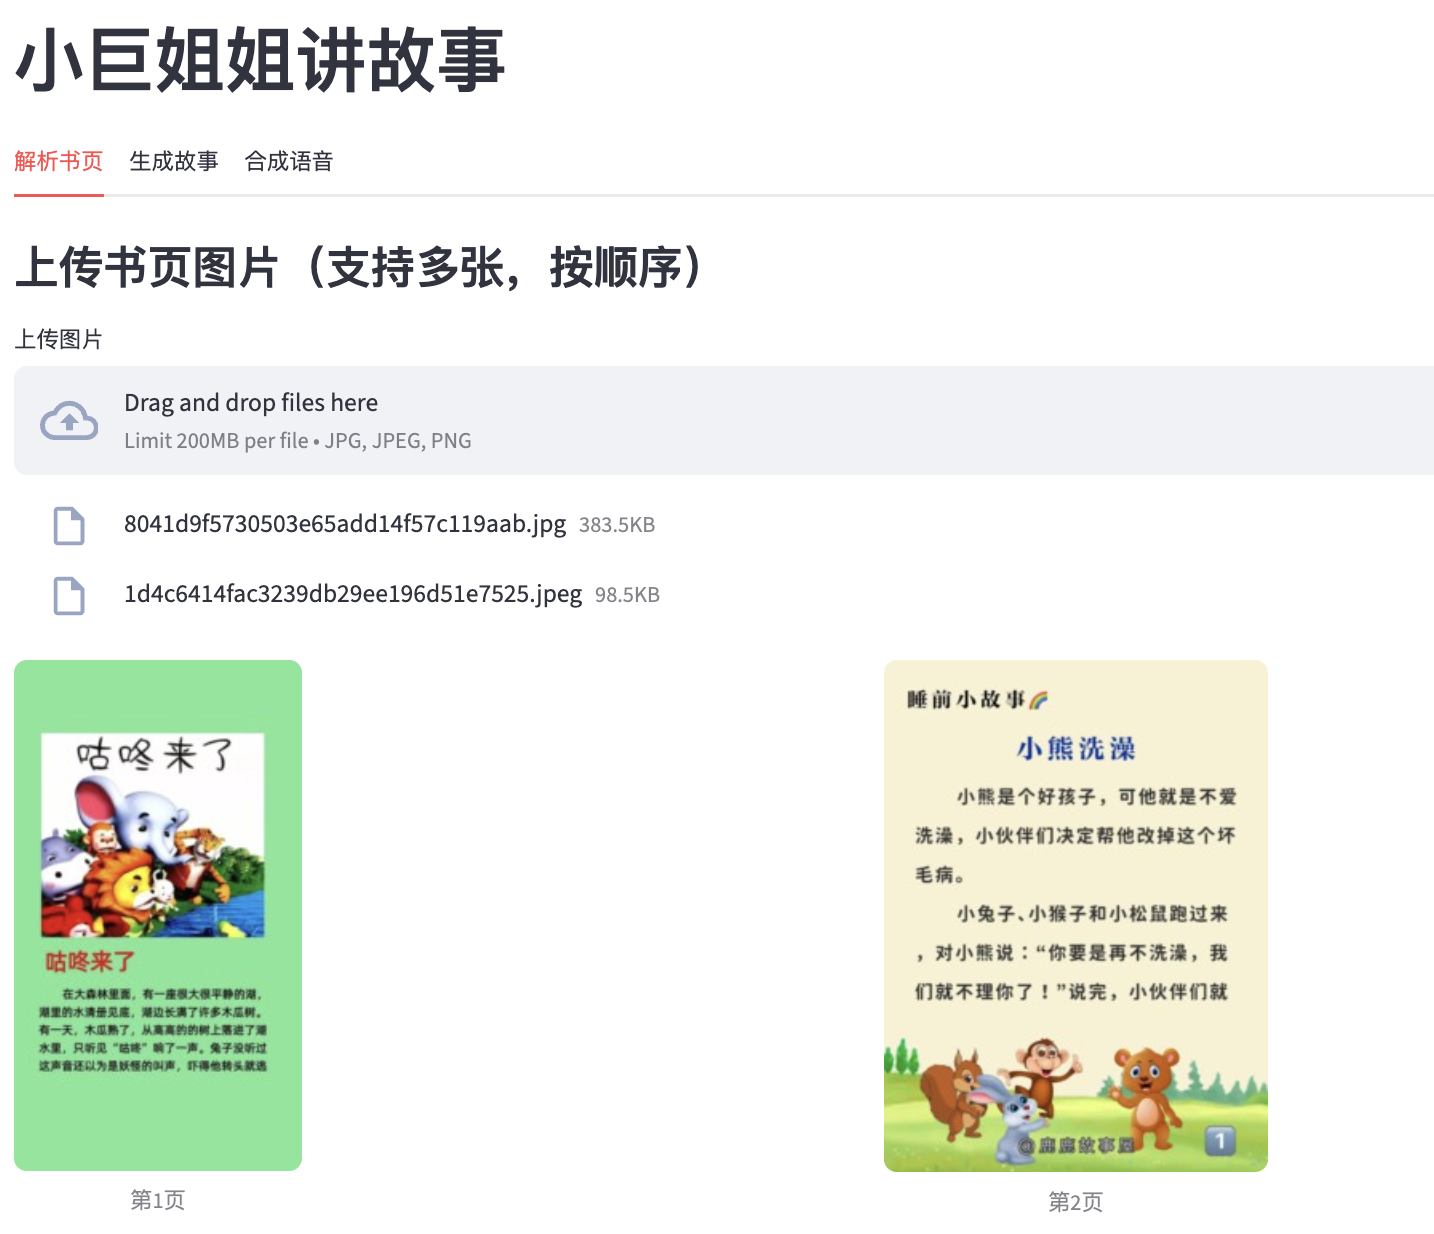 小巨姐姐讲故事
解析书页 生成故事 合成语音
上传书页图片（支持多张，按顺序）
上传图片
Drag and drop files here
Limit 200MB per file • JPG, JPEG, PNG
8041d9f5730503e65add14f57c119aab.jpg 383.5KB
1d4c6414fac3239db29ee196d51e7525.jpeg 98.5KB
咕咚来了
咕咚来了
在大森林里面，有一座很大很平静的湖，
湖里的水清册见底，湖边长满了许多木瓜树。
有一天，木瓜熟了，从高高的的树上落进了湖
水里，只听见“咕咚”响了一声。兔子没听过
这声音还以为是妖怪的叫声，吓得他转头就逃
第1页
睡前小故事🌈
小熊洗澡
小熊是个好孩子，可他就是不爱
洗澡，小伙伴们决定帮他改掉这个坏
毛病。
小兔子、小猴子和小松鼠跑过来
，对小熊说：“你要是再不洗澡，我
们就不理你了！”说完，小伙伴们就
@鹿鹿故事屋
1
第2页